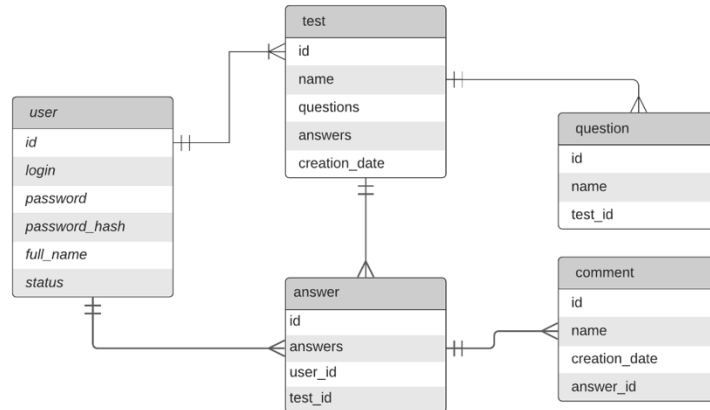 test
id
name
questions
answers
creation_date
user
id
login
password
password_hash
full_name
status
question
id
name
test_id
answer
id
answers
user_id
test_id
comment
id
name
creation_date
answer_id